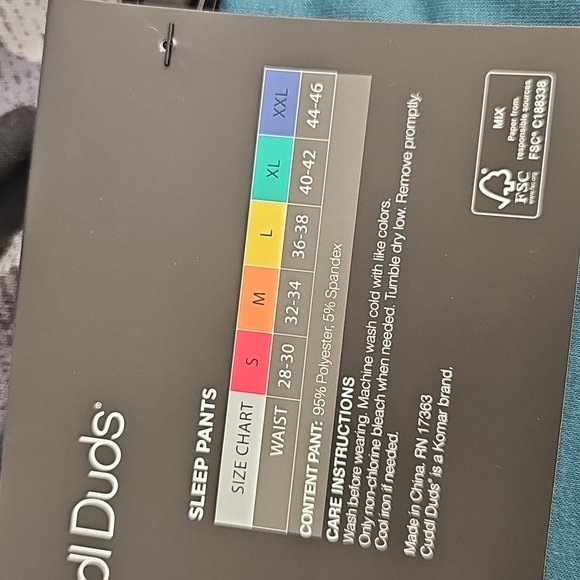 dl Duds®
SLEEP PANTS
SIZE CHART S M L XL XXL
WAIST 28-30 32-34 36-38 40-42 44-46
CONTENT PANT: 95% Polyester, 5% Spandex
CARE INSTRUCTIONS
Wash before wearing. Machine wash cold with like colors.
Only non-chlorine bleach when needed. Tumble dry low. Remove promptly.
Cool iron if needed.
Made in China. RN 17363
Cuddl Duds® is a Komar brand.
FSC
www.fsc.org
MIX
Paper from
responsible sources
FSC® C188338